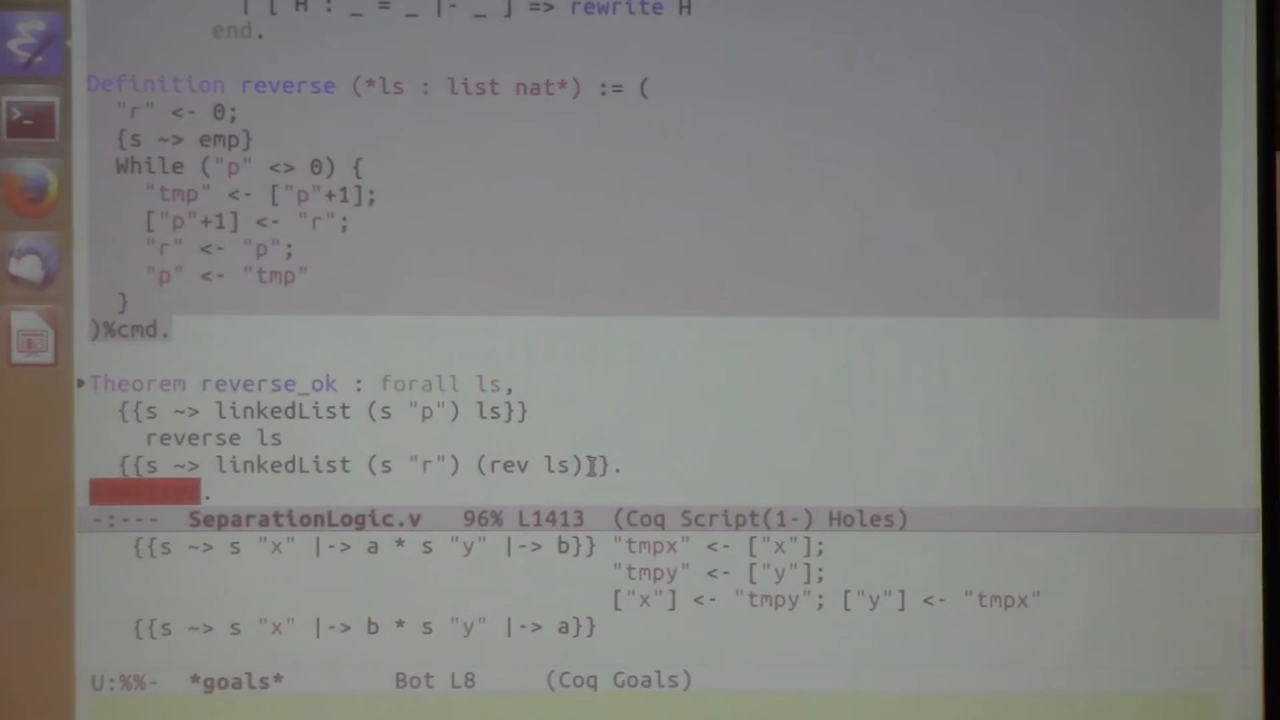 | [ H : _ = _ |- _ ] => rewrite H
end.
Definition reverse (*ls : list nat*) := (
"r" <- 0;
{s ~> emp}
While ("p" <> 0) {
"tmp" <- ["p"+1];
["p"+1] <- "r";
"r" <- "p";
"p" <- "tmp"
}
)%cmd.
Theorem reverse_ok : forall ls,
{{s ~> linkedList (s "p") ls}}
reverse ls
{{s ~> linkedList (s "r") (rev ls)}}.
.
-:--- SeparationLogic.v 96% L1413 (Coq Script(1-) Holes)
{{s ~> s "x" |-> a * s "y" |-> b}} "tmpx" <- ["x"];
"tmpy" <- ["y"];
["x"] <- "tmpy"; ["y"] <- "tmpx"
{{s ~> s "x" |-> b * s "y" |-> a}}
U:%%- *goals* Bot L8 (Coq Goals)